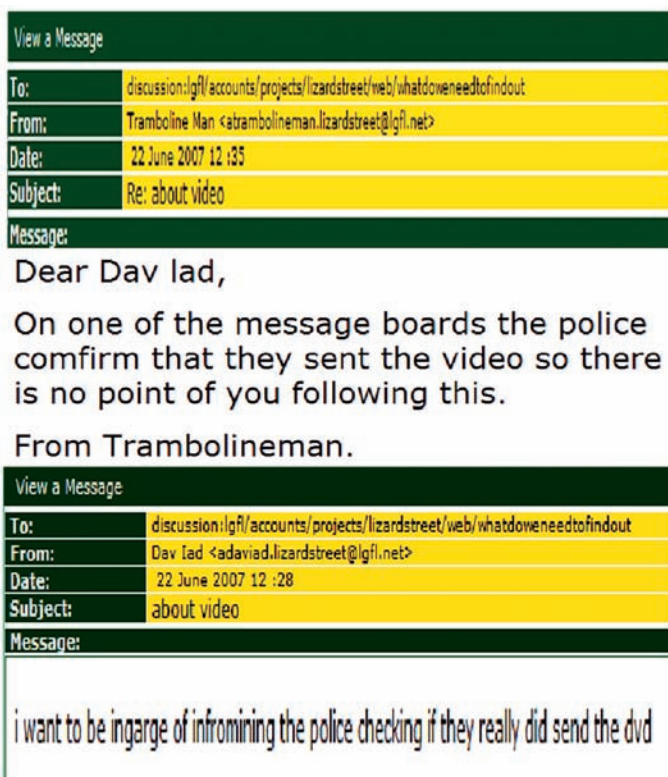 View a Message
To: discussion:lgfl/accounts/projects/lizardstreet/web/whatdoweneedtofindout
From: Tramboline Man <atrambolineman.lizardstreet@lgfl.net>
Date: 22 June 2007 12 :35
Subject: Re: about video
Message:
Dear Dav lad,
On one of the message boards the police
comfirm that they sent the video so there
is no point of you following this.
From Trambolineman.
View a Message
To: discussion:lgfl/accounts/projects/lizardstreet/web/whatdoweneedtofindout
From: Dav Iad <adaviad.lizardstreet@lgfl.net>
Date: 22 June 2007 12 :28
Subject: about video
Message:
i want to be ingarge of infromining the police checking if they really did send the dvd